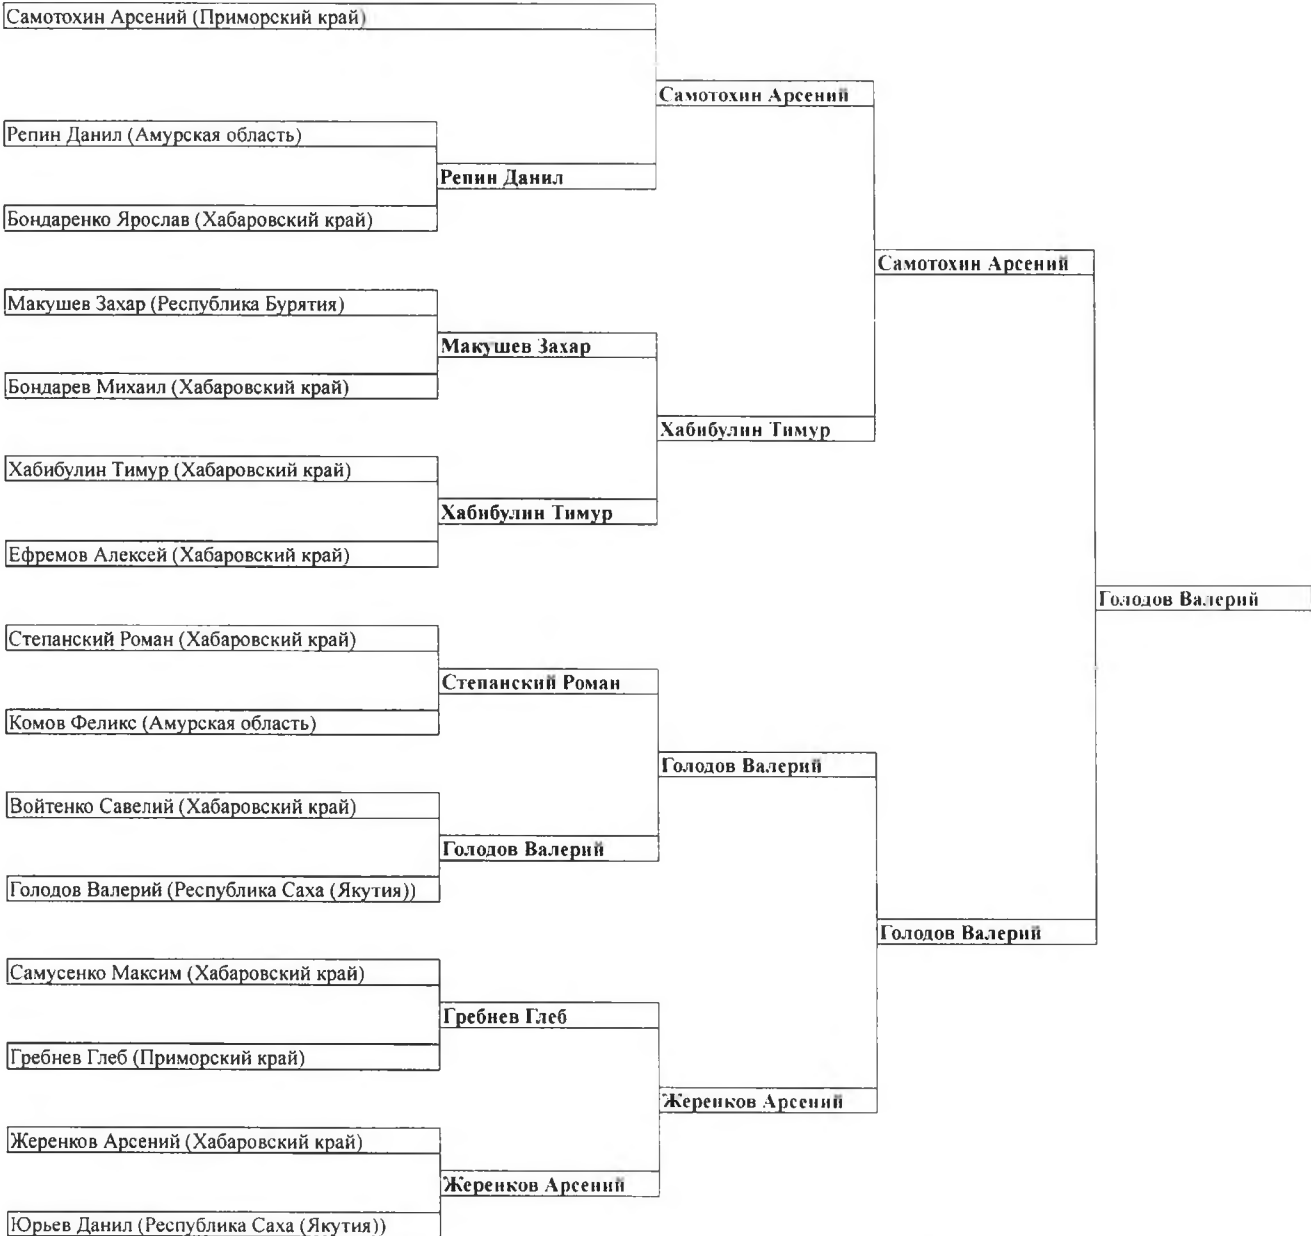 Самотохин Арсений (Приморский край)
Самотохин Арсений
Репин Данил (Амурская область)
Репин Данил
Бондаренко Ярослав (Хабаровский край)
Самотохин Арсений
Макушев Захар (Республика Бурятия)
Макушев Захар
Бондарев Михаил (Хабаровский край)
Хабибулин Тимур
Хабибулин Тимур (Хабаровский край)
Хабибулин Тимур
Ефремов Алексей (Хабаровский край)
Голодов Валерий
Степанский Роман (Хабаровский край)
Степанский Роман
Комов Феликс (Амурская область)
Голодов Валерий
Войтенко Савелий (Хабаровский край)
Голодов Валерий
Голодов Валерий (Республика Саха (Якутия))
Голодов Валерий
Самусенко Максим (Хабаровский край)
Гребнев Глеб
Гребнев Глеб (Приморский край)
Жеренков Арсений
Жеренков Арсений (Хабаровский край)
Жеренков Арсений
Юрьев Данил (Республика Саха (Якутия))